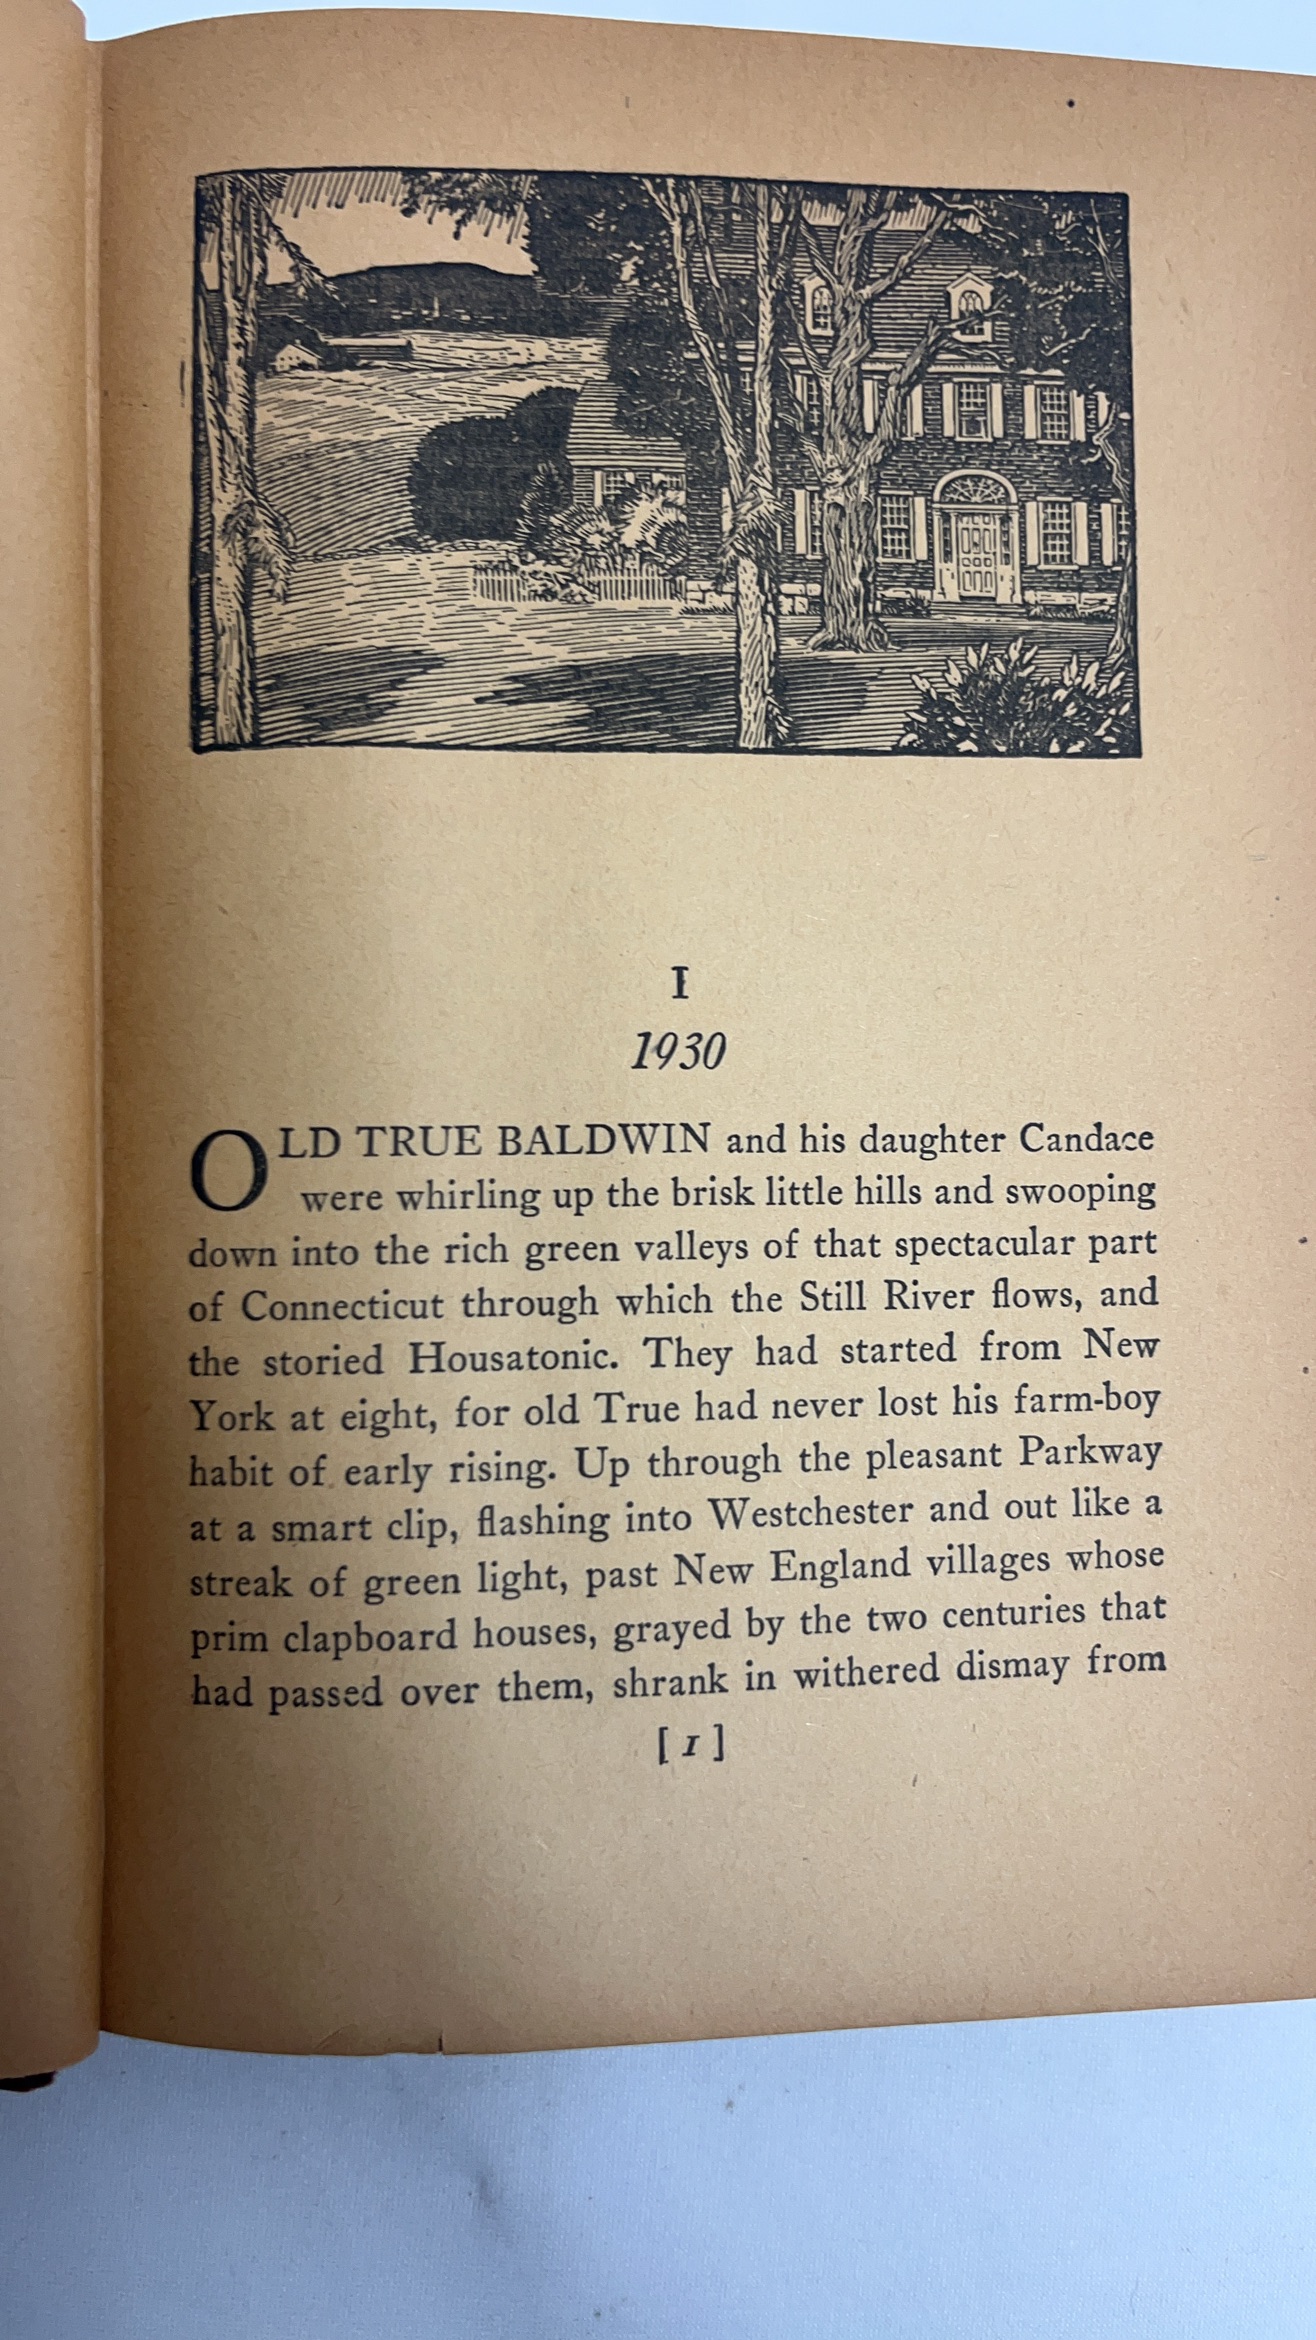 I
1930
OLD TRUE BALDWIN and his daughter Candace
were whirling up the brisk little hills and swooping
down into the rich green valleys of that spectacular part
of Connecticut through which the Still River flows, and
the storied Housatonic. They had started from New
York at eight, for old True had never lost his farm-boy
habit of early rising. Up through the pleasant Parkway
at a smart clip, flashing into Westchester and out like a
streak of green light, past New England villages whose
prim clapboard houses, grayed by the two centuries that
had passed over them, shrank in withered dismay from
[ 1 ]